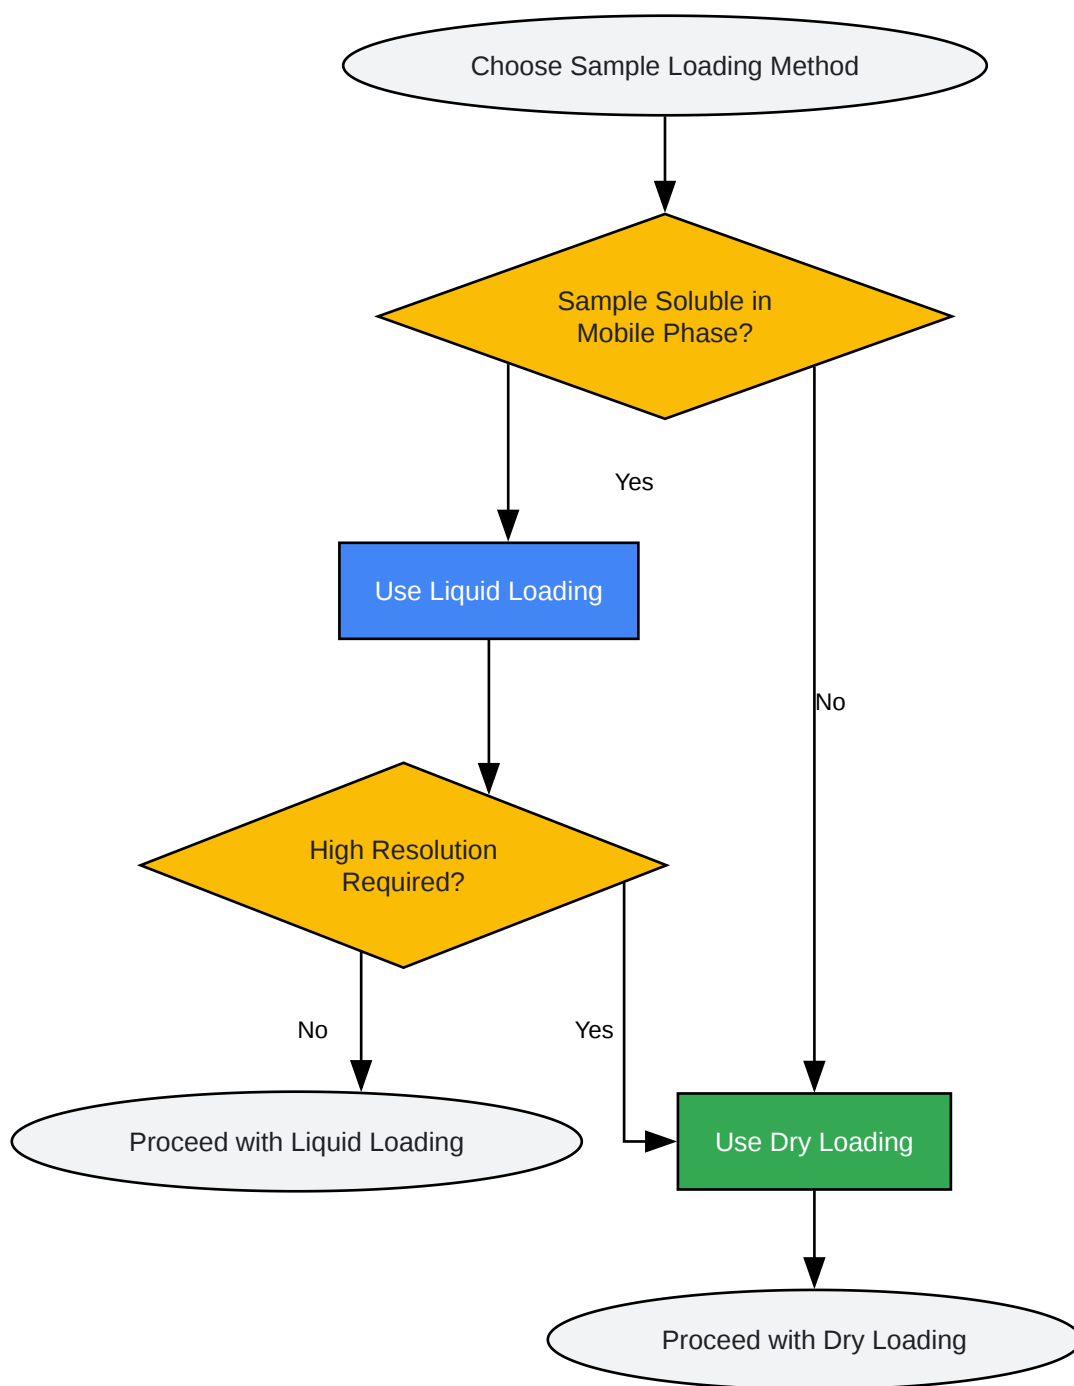 Choose Sample Loading Method
Sample Soluble in
Mobile Phase?
Yes
Use Liquid Loading
No
High Resolution
Required?
No
Yes
Proceed with Liquid Loading
Use Dry Loading
Proceed with Dry Loading